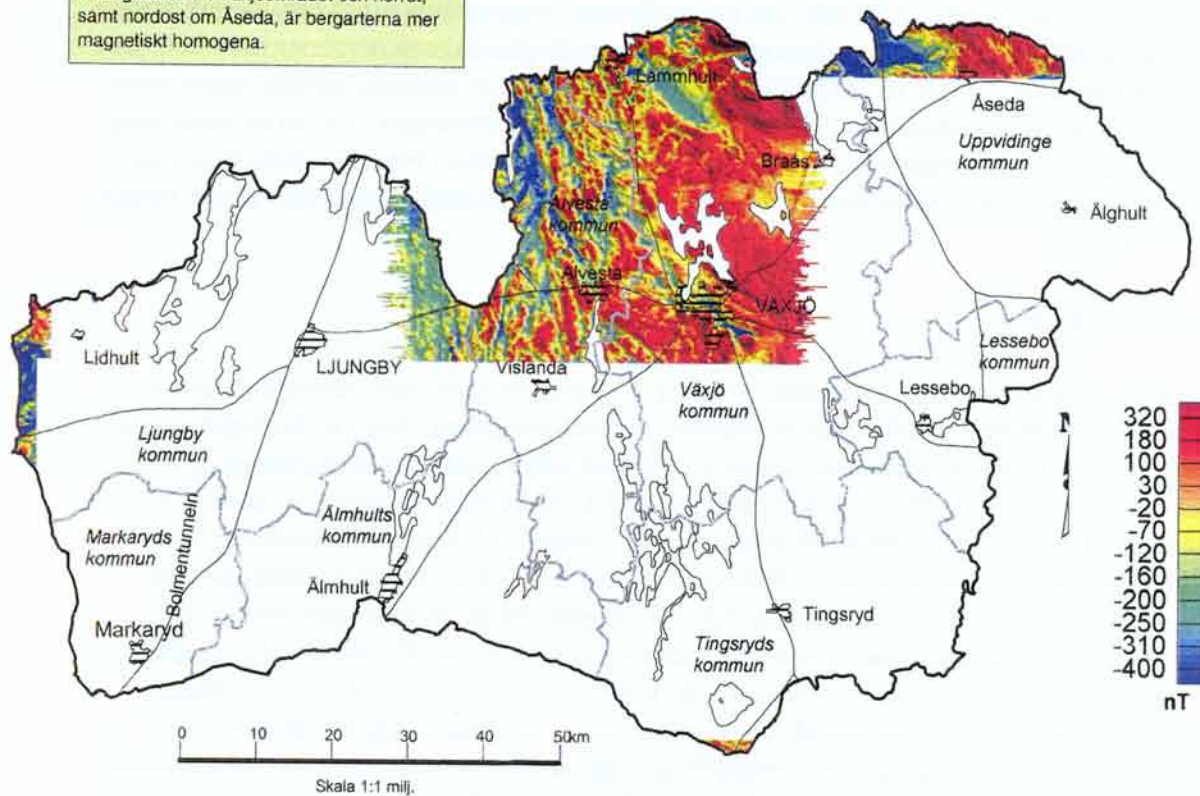 samt nordost om Åseda, är bergarterna mer
magnetiskt homogena.
Lammhult
Åseda
Uppvidinge
kommun
Braås
Älghult
Alvesta
kommun
Alvesta
VÄXJÖ
Lidhult
LJUNGBY
Vislanda
Lessebo
kommun
Lessebo
Växjö
kommun
Ljungby
kommun
Markaryds
kommun
Bolmentunneln
Älmhults
kommun
Älmhult
Markaryd
Tingsryd
Tingsryds
kommun
N
320
180
100
30
-20
-70
-120
-160
-200
-250
-310
-400
nT
0 10 20 30 40 50km
Skala 1:1 milj.